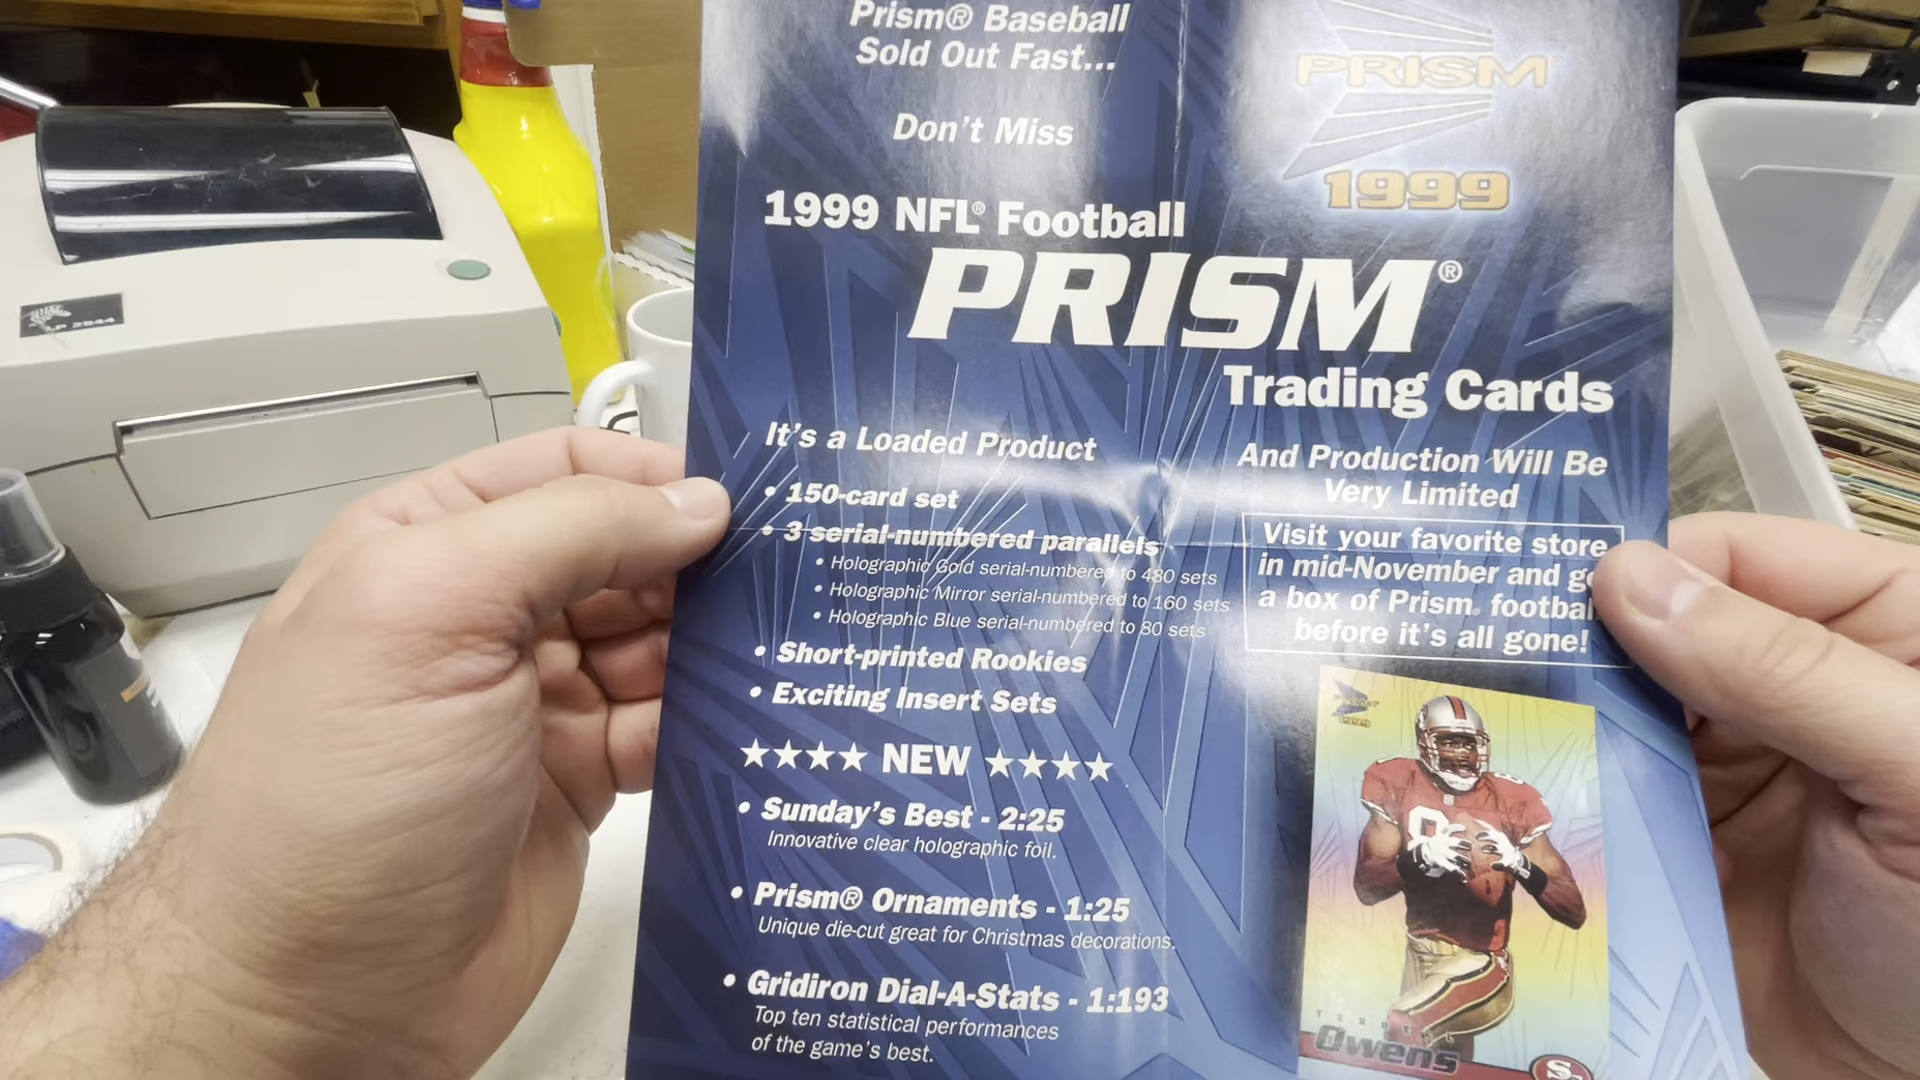 Prism® Baseball
Sold Out Fast...
Don't Miss
PRISM
1999
1999 NFL® Football
PRISM®
Trading Cards
It's a Loaded Product
• 150-card set
• 3 serial-numbered parallels
• Holographic Gold serial-numbered to 480 sets
• Holographic Mirror serial-numbered to 160 sets
• Holographic Blue serial-numbered to 80 sets
• Short-printed Rookies
• Exciting Insert Sets
★★★★ NEW ★★★★
• Sunday's Best - 2:25
Innovative clear holographic foil.
• Prism® Ornaments - 1:25
Unique die-cut great for Christmas decorations.
• Gridiron Dial-A-Stats - 1:193
Top ten statistical performances
of the game's best.
And Production Will Be
Very Limited
Visit your favorite store
in mid-November and
a box of Prism® 
before it's all gone!
Owens
LP 2844